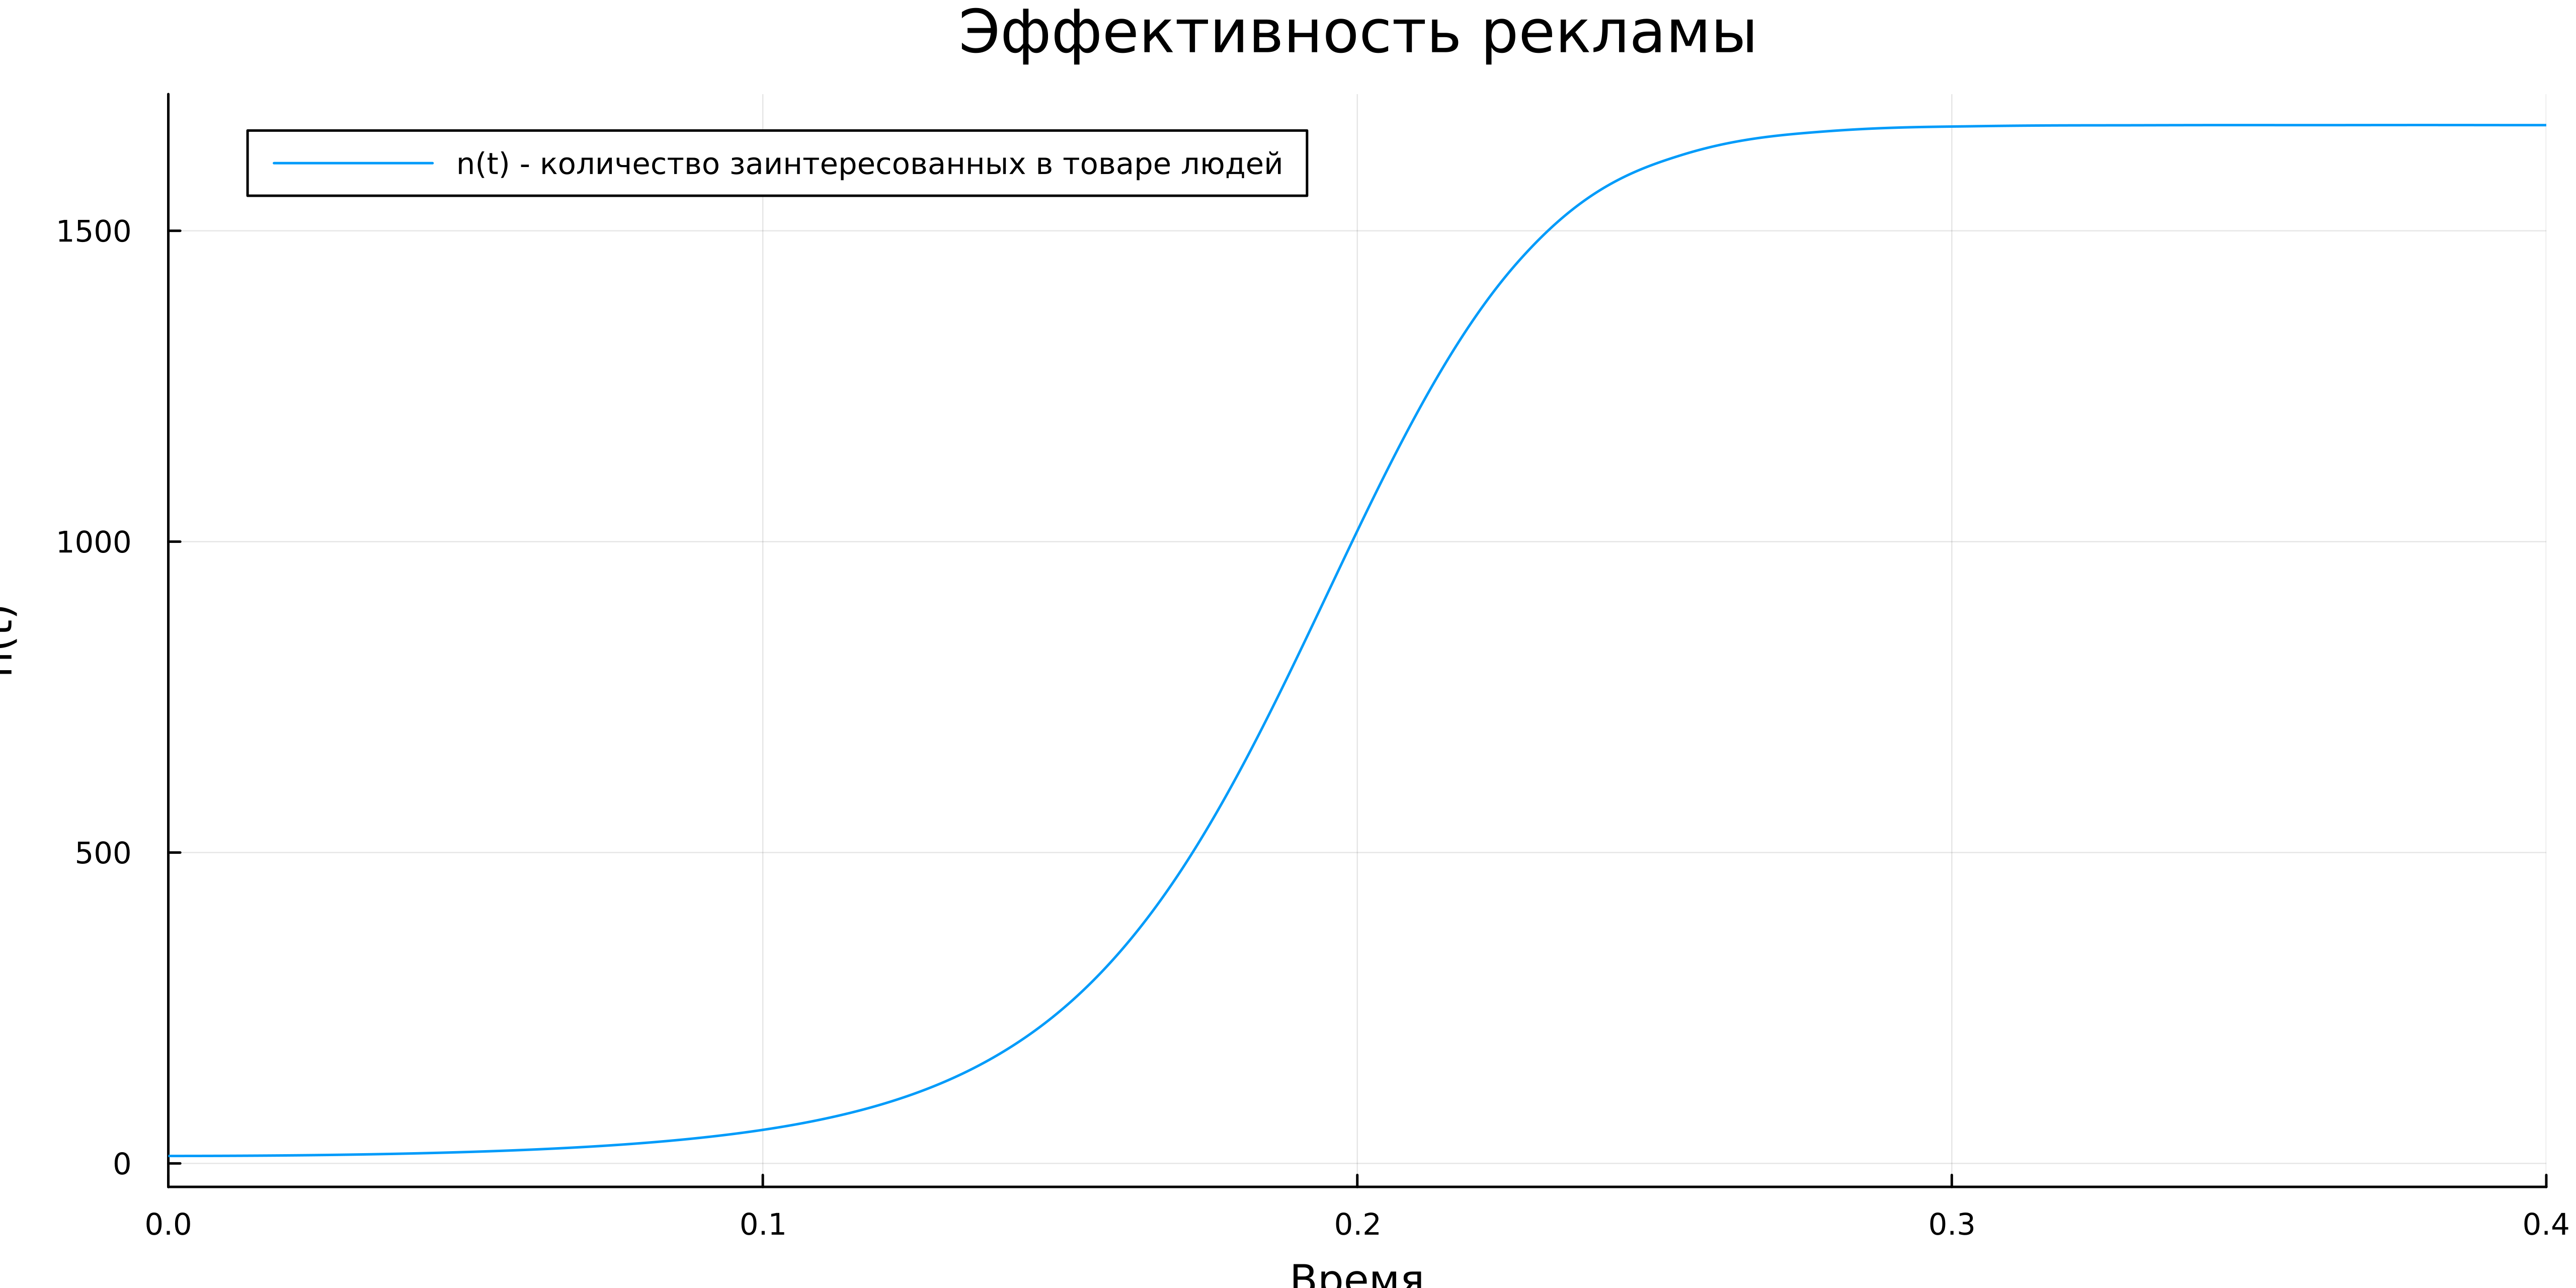 Эффективность рекламы
n(t) - количество заинтересованных в товаре людей
1500
1000
n(t)
500
0
0.0 0.1 0.2 0.3 0.4
Время